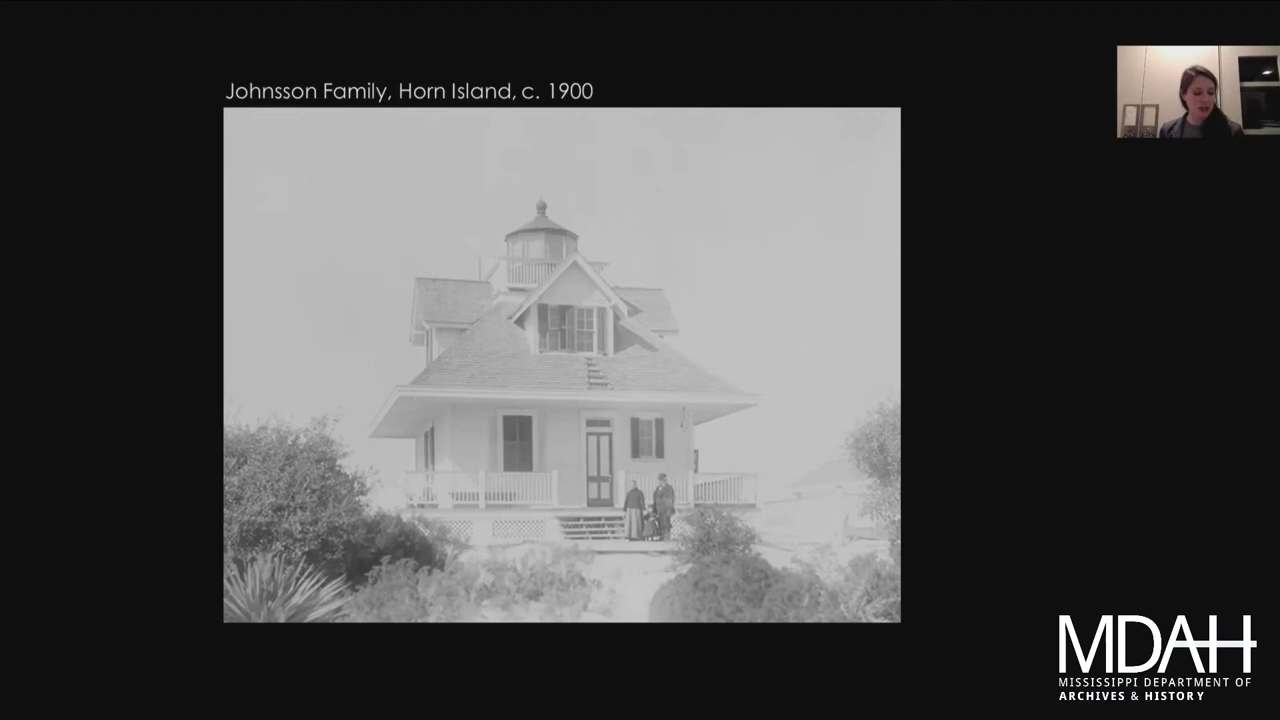 Johnsson Family, Horn Island, c. 1900
MDAH
MISSISSIPPI DEPARTMENT OF
ARCHIVES & HISTORY